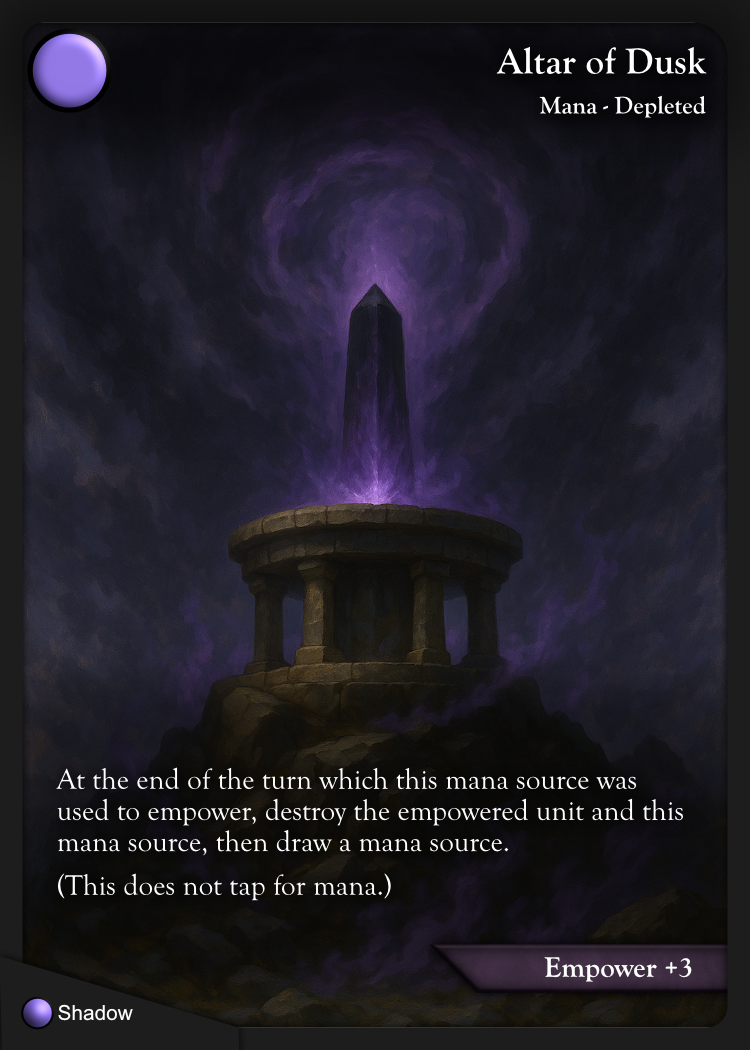 Altar of Dusk
Mana - Depleted
At the end of the turn which this mana source was
used to empower, destroy the empowered unit and this
mana source, then draw a mana source.
(This does not tap for mana.)
Empower +3
Shadow